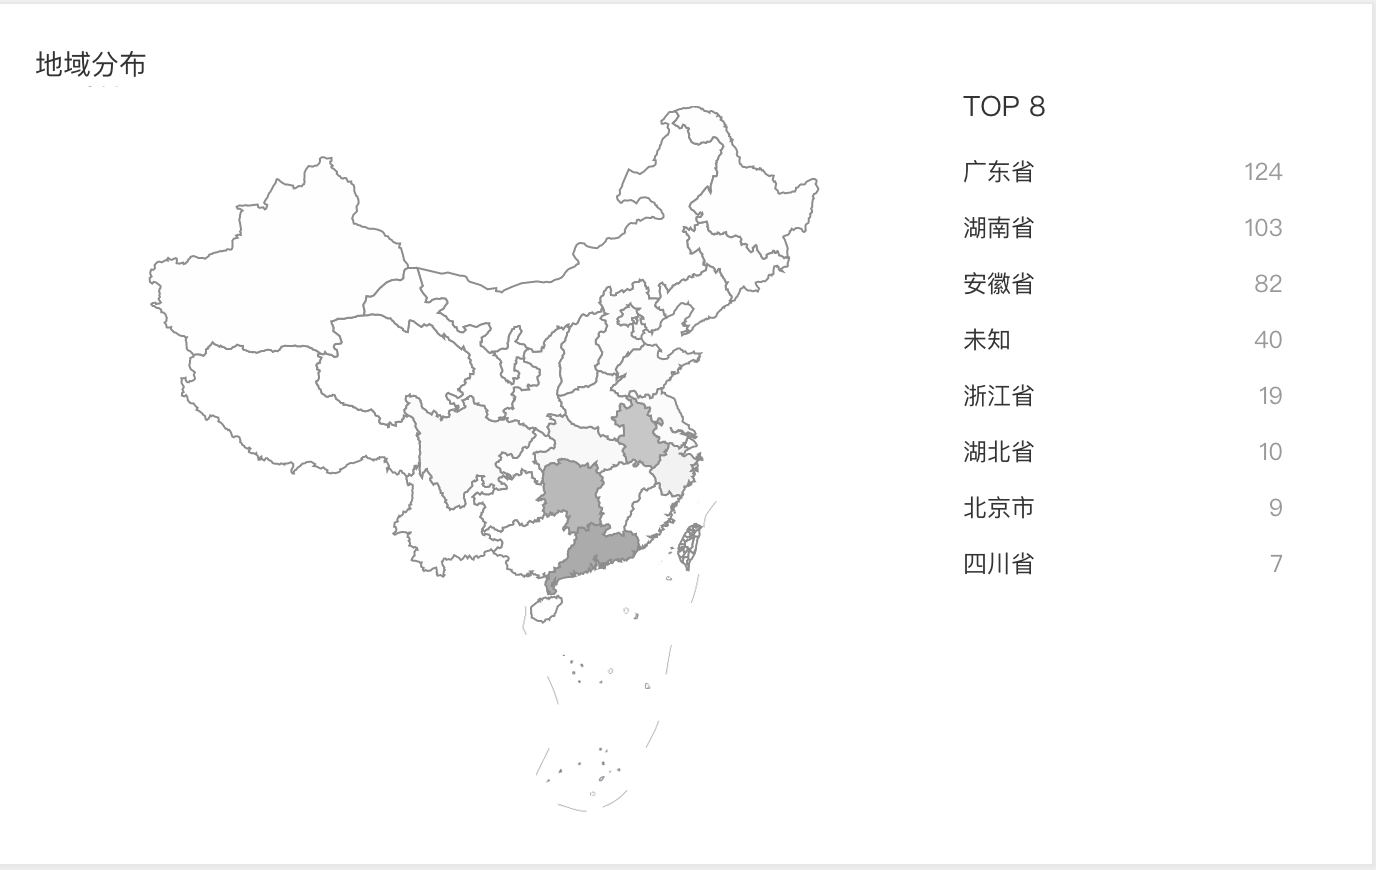 地域分布
TOP 8
广东省 124
湖南省 103
安徽省 82
未知 40
浙江省 19
湖北省 10
北京市 9
四川省 7